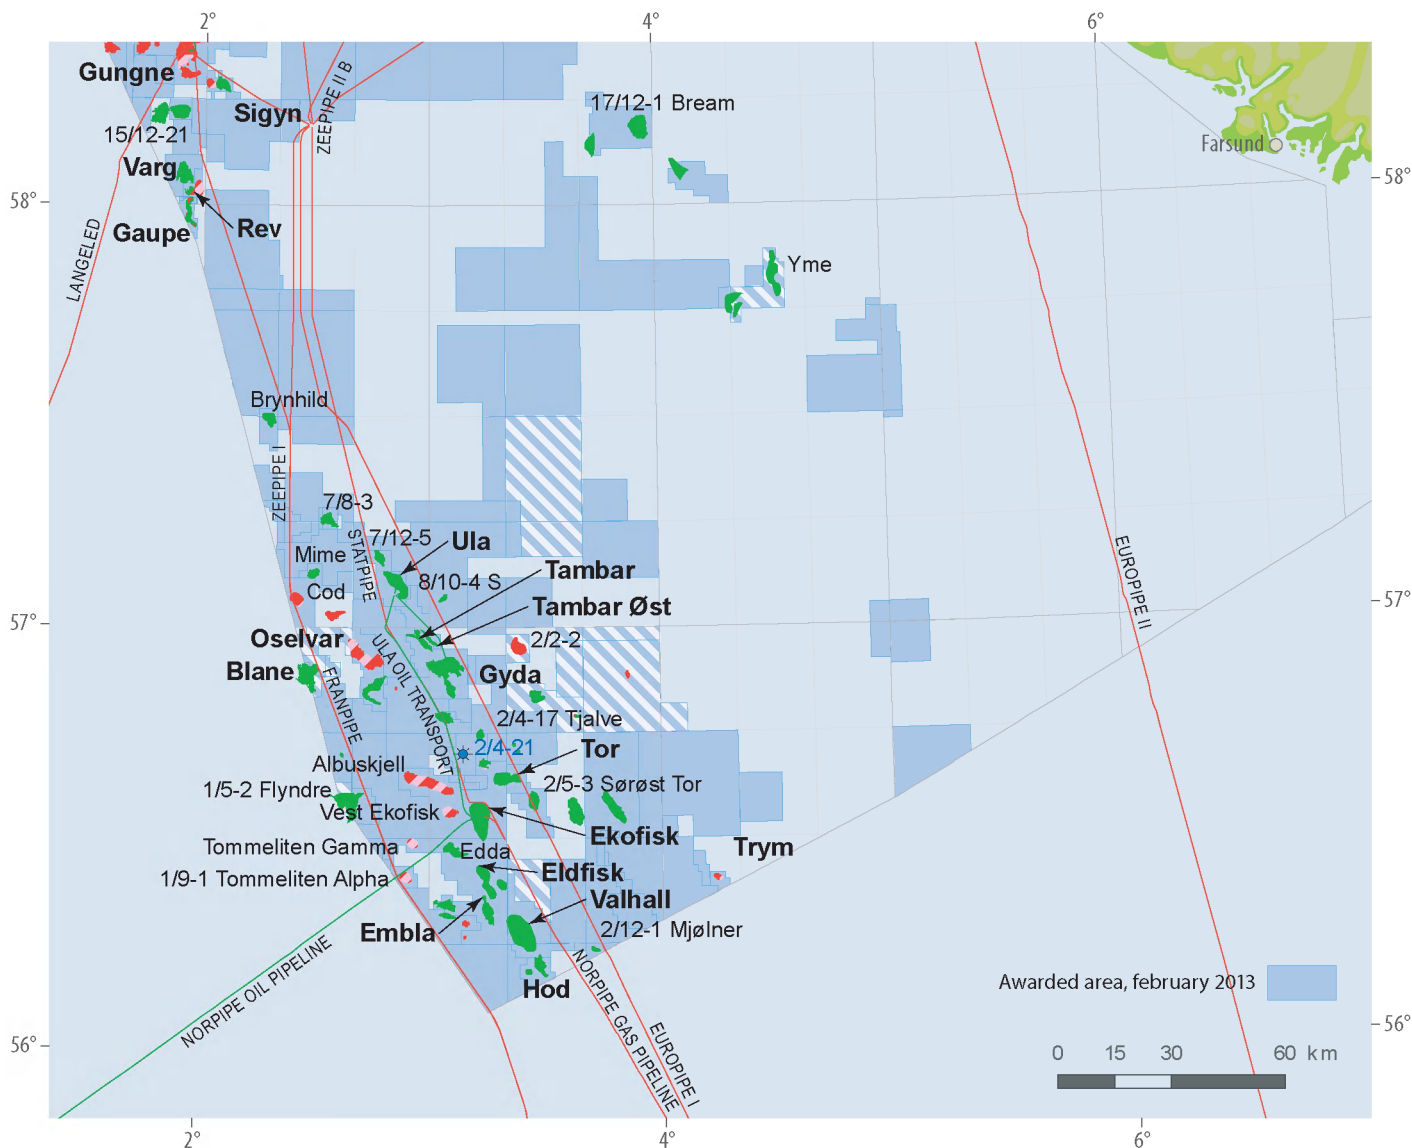 2°
4°
6°
Gungne
Sigyn
ZEEPIPE II B
17/12-1 Bream
15/12-21
Farsund
Varg
58°
58°
Rev
Gaupe
LANGELED
Yme
Brynhild
ZEEPIPE I
7/8-3
STATPIPE
7/12-5
Ula
Mime
8/10-4 S
Tambar
Cod
Tambar Øst
EUROPIPE II
57°
57°
Oselvar
2/2-2
Blane
ULA OIL TRANSPORT
Gyda
FRANPIPE
2/4-17 Tjalve
2/4-21
Tor
Albuskjell
1/5-2 Flyndre
2/5-3 Sørøst Tor
Vest Ekofisk
Ekofisk
Tommeliten Gamma
Edda
Trym
1/9-1 Tommeliten Alpha
Eldfisk
Valhall
Embla
2/12-1 Mjølner
NORPIPE OIL PIPELINE
Hod
NORPIPE GAS PIPELINE
EUROPIPE I
Awarded area, february 2013
56°
56°
0 15 30 60 km
2°
4°
6°